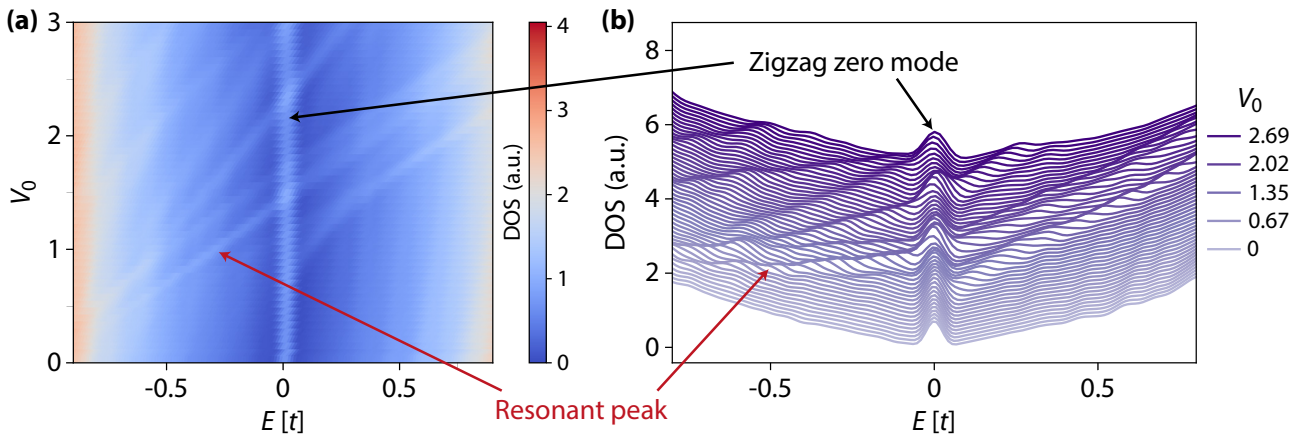 (a)
3
2
1
0
V0
-0.5
0
0.5
E [t]
4
3
2
1
0
DOS (a.u.)
Zigzag zero mode
Resonant peak
(b)
8
6
4
2
0
DOS (a.u.)
-0.5
0
0.5
E [t]
V0
2.69
2.02
1.35
0.67
0